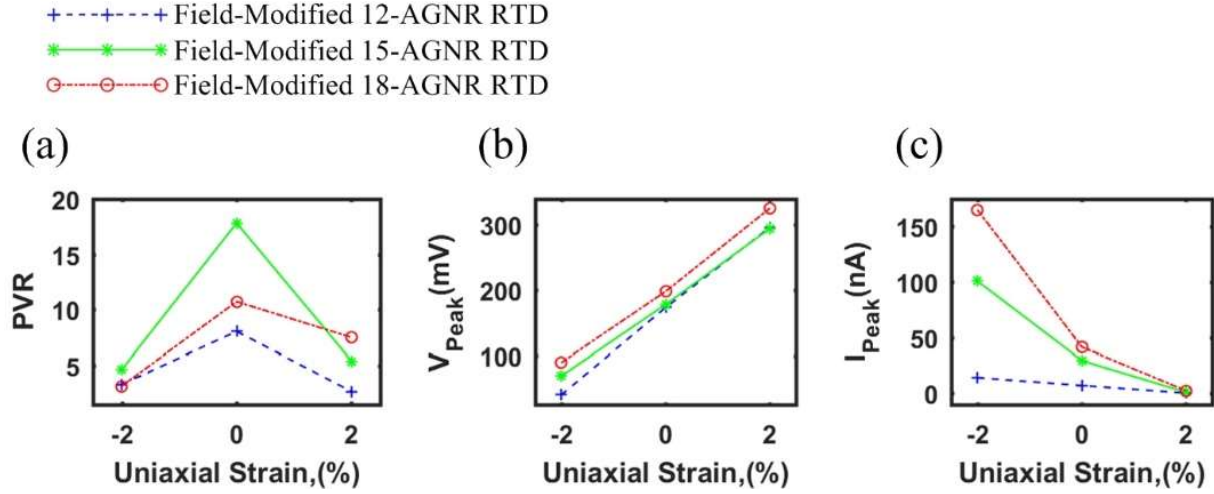 Field-Modified 12-AGNR RTD
Field-Modified 15-AGNR RTD
Field-Modified 18-AGNR RTD
(a)
20
15
10
5
PVR
-2 0 2
Uniaxial Strain,(%)
(b)
300
200
100
V_Peak(mV)
-2 0 2
Uniaxial Strain,(%)
(c)
150
100
50
0
I_Peak(nA)
-2 0 2
Uniaxial Strain,(%)